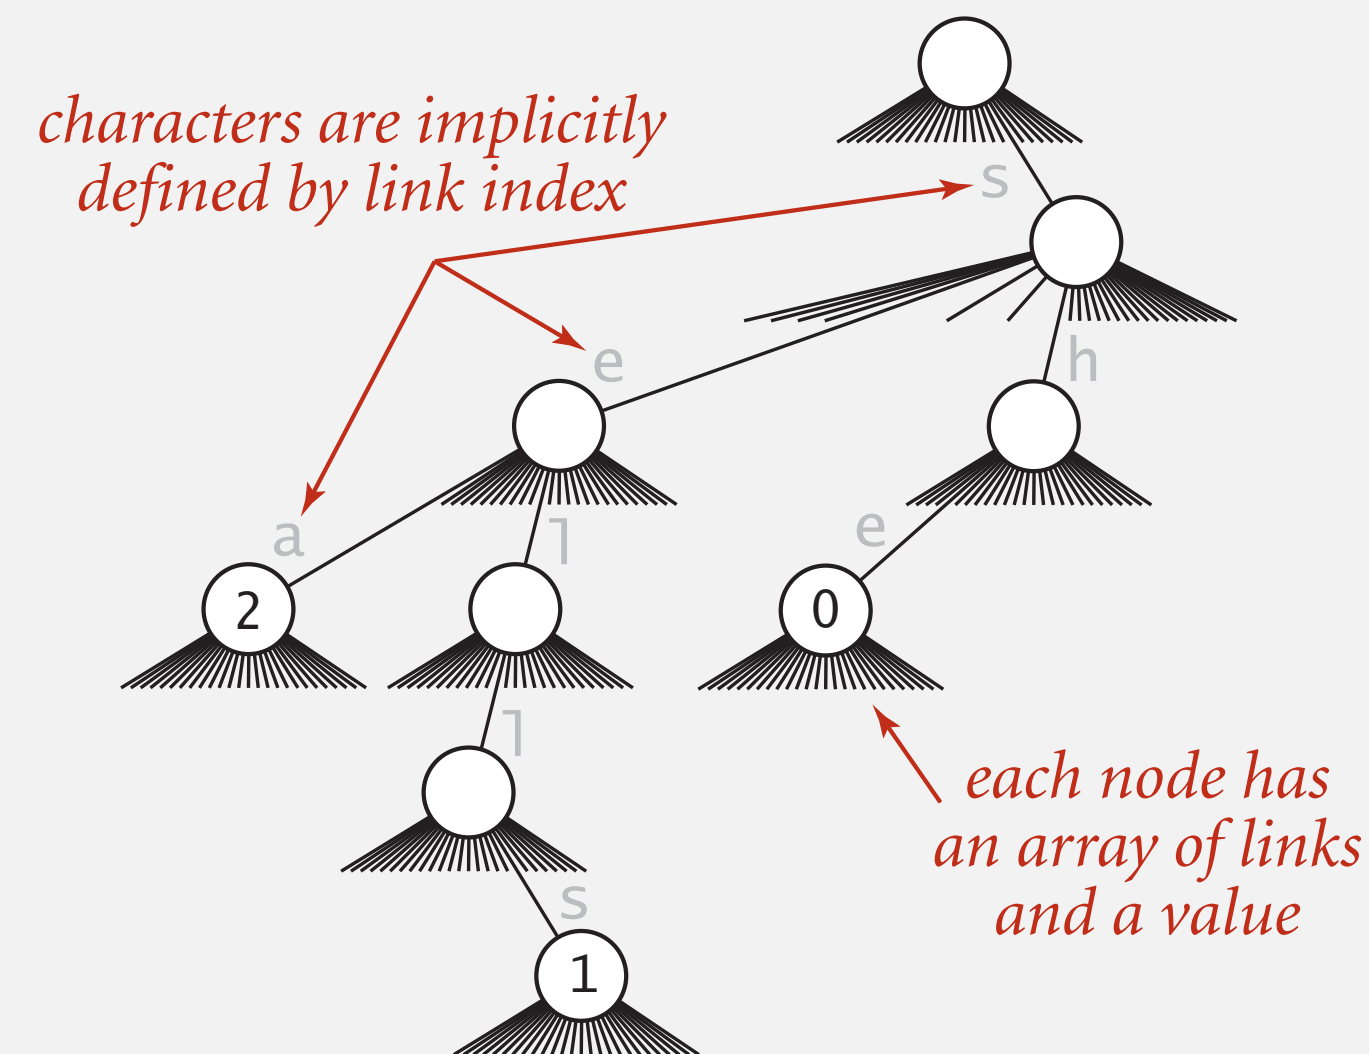 characters are implicitly
defined by link index
s
e
h
a
l
e
2
0
l
each node has
an array of links
and a value
s
1